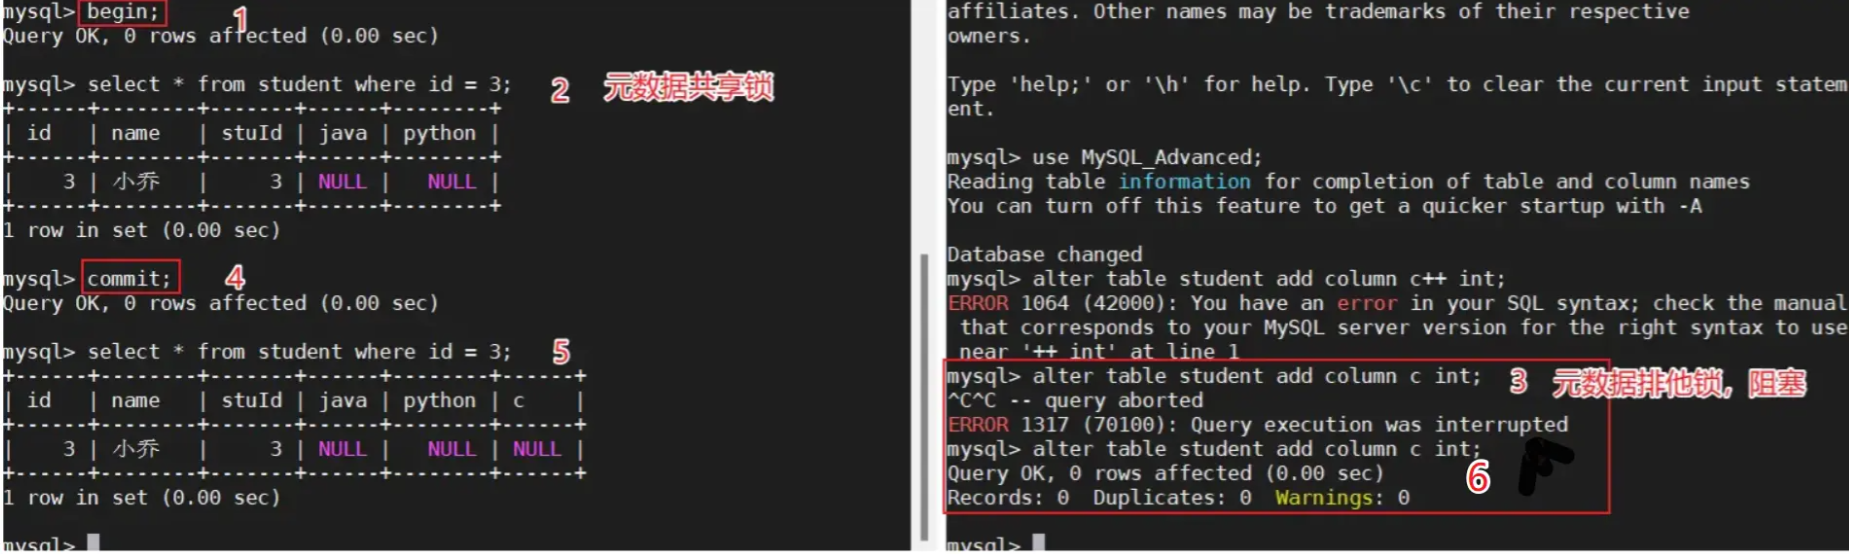 mysql> begin; 1
Query OK, 0 rows affected (0.00 sec)
mysql> select * from student where id = 3; 2 元数据共享锁
+------+--------+-------+------+--------+
| id | name | stuId | java | python |
+------+--------+-------+------+--------+
| 3 | 小乔 | 3 | NULL | NULL |
+------+--------+-------+------+--------+
1 row in set (0.00 sec)
mysql> commit; 4
Query OK, 0 rows affected (0.00 sec)
mysql> select * from student where id = 3; 5
+------+--------+-------+------+--------+------+
| id | name | stuId | java | python | c |
+------+--------+-------+------+--------+------+
| 3 | 小乔 | 3 | NULL | NULL | NULL |
+------+--------+-------+------+--------+------+
1 row in set (0.00 sec)
mysql>
affiliates. Other names may be trademarks of their respective
owners.
Type 'help;' or '\h' for help. Type '\c' to clear the current input statem
ent.
mysql> use MySQL_Advanced;
Reading table information for completion of table and column names
You can turn off this feature to get a quicker startup with -A
Database changed
mysql> alter table student add column c++ int;
ERROR 1064 (42000): You have an error in your SQL syntax; check the manual
that corresponds to your MySQL server version for the right syntax to use
near '++ int' at line 1
mysql> alter table student add column c int; 3 元数据排他锁，阻塞
^C^C -- query aborted
ERROR 1317 (70100): Query execution was interrupted
mysql> alter table student add column c int;
Query OK, 0 rows affected (0.00 sec) 6
Records: 0 Duplicates: 0 Warnings: 0
mysql>